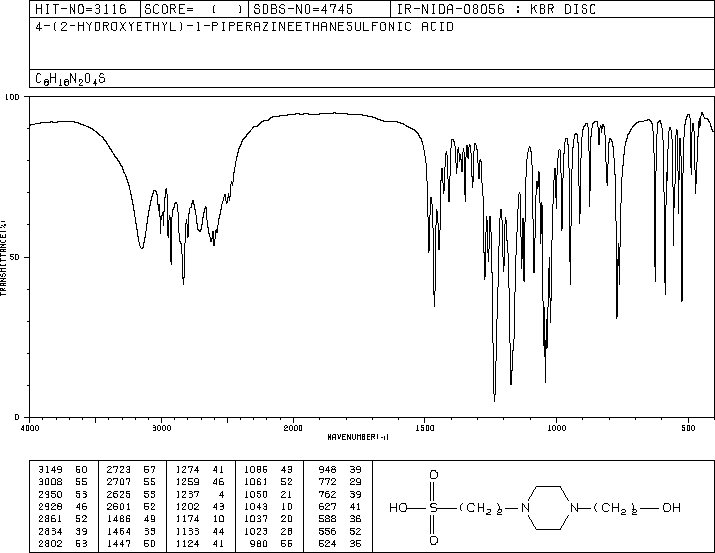 HIT-NO=3116 SCORE= ( ) SDBS-NO=4745 IR-NIDA-08056 : KBR DISC
4-(2-HYDROXYETHYL)-1-PIPERAZINEETHANESULFONIC ACID
C8H18N2O4S
100
TRANSMITTANCE(%)
50
0
4000 3000 2000 1500 1000 500
WAVENUMBER(-1)
3149 50 2723 57 1274 41 1086 43 948 39
3008 55 2707 55 1259 46 1061 52 772 29
2950 53 2625 53 1237 4 1050 21 762 39
2928 46 2601 52 1202 43 1043 10 627 41
2861 52 1486 49 1174 10 1037 20 588 36
2834 39 1464 33 1133 44 1023 28 556 52
2802 53 1447 50 1124 41 980 55 524 35
O
HO—S—(CH2)2—N N—(CH2)2—OH
O